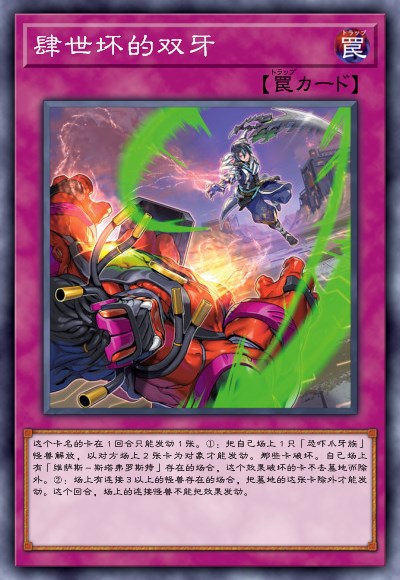 肆世坏的双牙
罠
トラップ
トラップ
【罠カード】
这个卡名的卡在1回合只能发动1张。①：把自己场上1只「恐吓爪牙族」
怪兽解放，以对方场上2张卡为对象才能发动。那些卡破坏。自己场上
有「维萨斯－斯塔弗罗斯特」存在的场合，这个效果破坏的卡不去墓地而除
外。②：场上有连接3以上的怪兽存在的场合，把墓地的这张卡除外才能发
动。这个回合，场上的连接怪兽不能把效果发动。